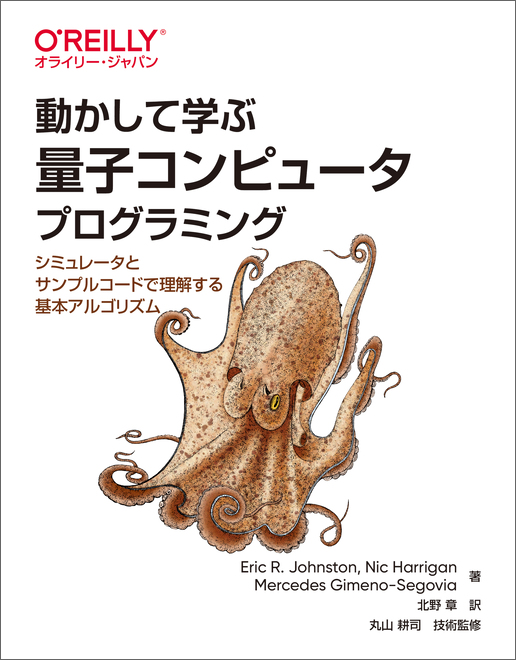 O'REILLY®
オライリー・ジャパン
動かして学ぶ
量子コンピュータ
プログラミング
シミュレータと
サンプルコードで理解する
基本アルゴリズム
Eric R. Johnston, Nic Harrigan
Mercedes Gimeno-Segovia 著
北野 章 訳
丸山 耕司 技術監修